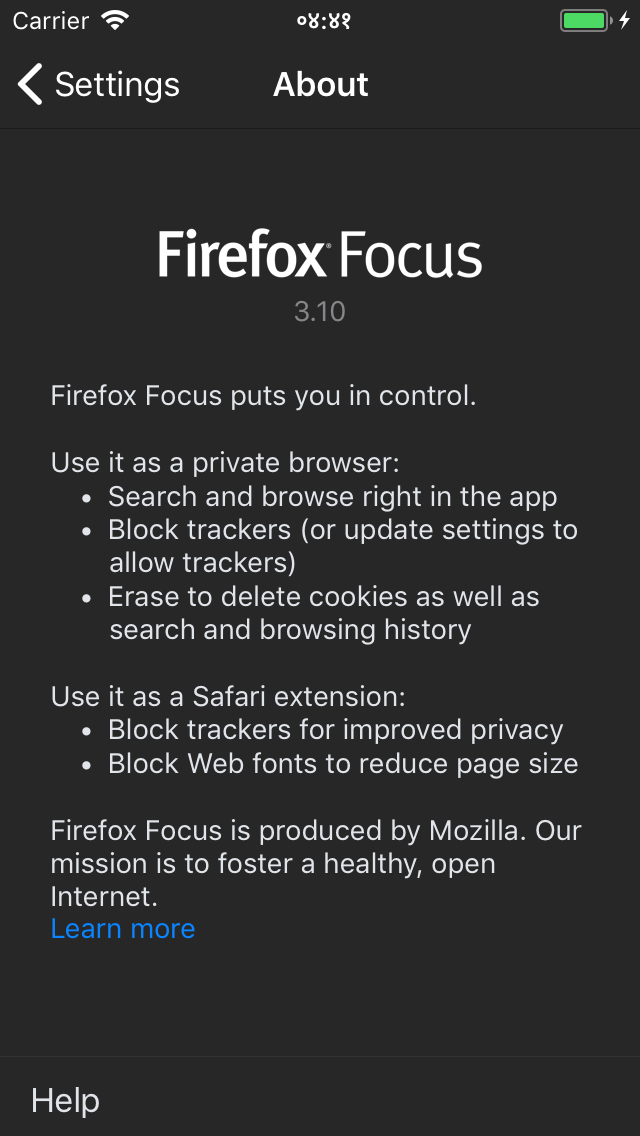 Carrier ०४:४१
Settings About
Firefox Focus
3.10
Firefox Focus puts you in control.
Use it as a private browser:
• Search and browse right in the app
• Block trackers (or update settings to
allow trackers)
• Erase to delete cookies as well as
search and browsing history
Use it as a Safari extension:
• Block trackers for improved privacy
• Block Web fonts to reduce page size
Firefox Focus is produced by Mozilla. Our
mission is to foster a healthy, open
Internet.
Learn more
Help